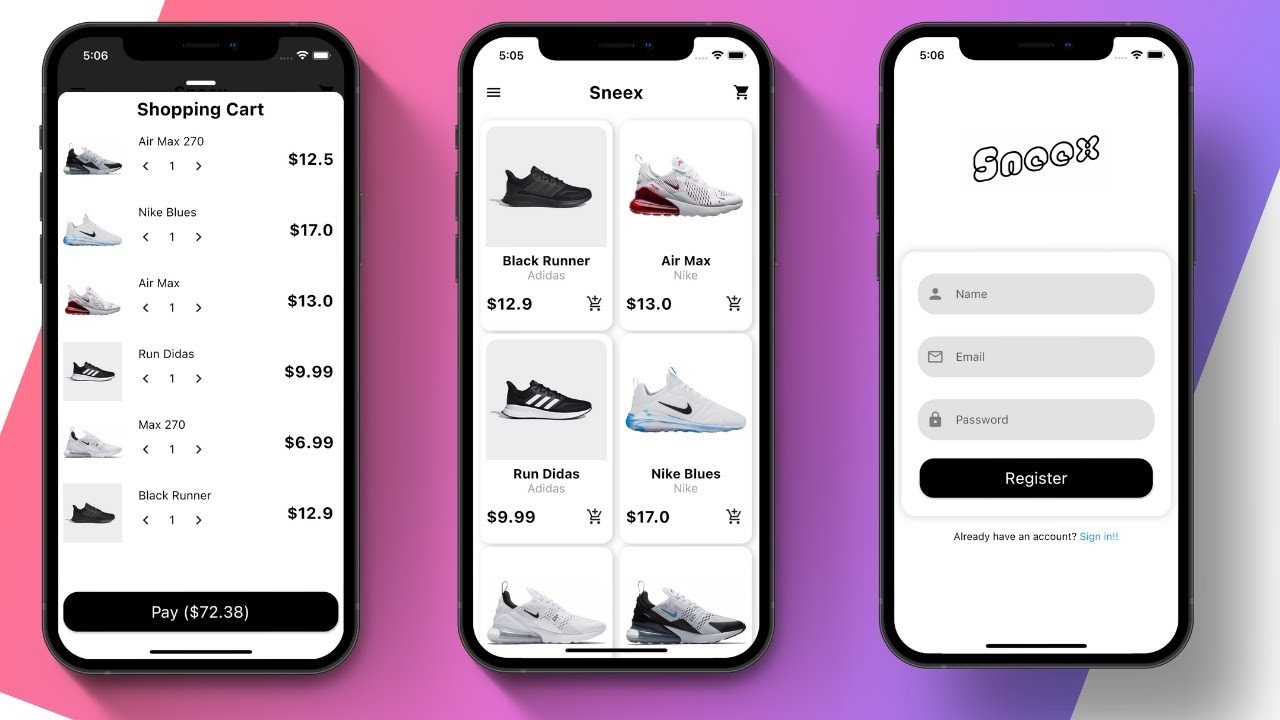 5:06
Shopping Cart
Air Max 270
1
$12.5
Nike Blues
1
$17.0
Air Max
1
$13.0
Run Didas
1
$9.99
Max 270
1
$6.99
Black Runner
1
$12.9
Pay ($72.38)
5:05
Sneex
Black Runner
Adidas
$12.9
Air Max
Nike
$13.0
Run Didas
Adidas
$9.99
Nike Blues
Nike
$17.0
5:06
Sneex
Name
Email
Password
Register
Already have an account? Sign in!!